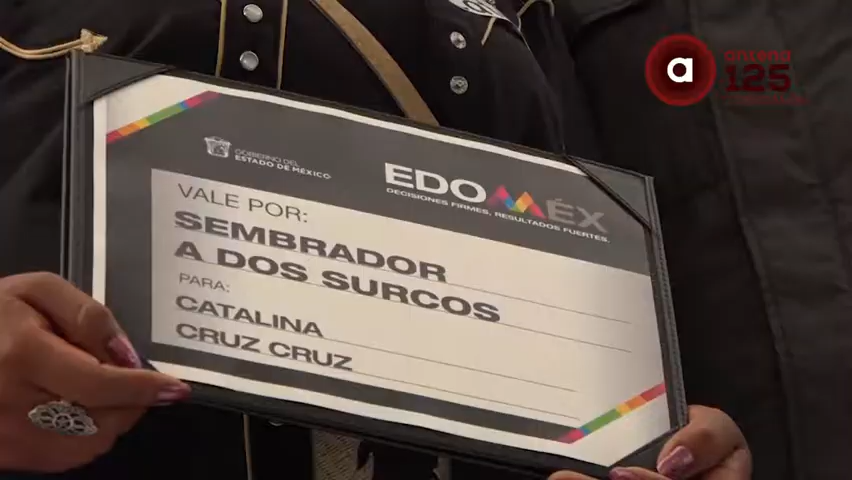 a antena
125
GOBIERNO DEL
ESTADO DE MÉXICO
EDOMÉX
DECISIONES FIRMES, RESULTADOS FUERTES.
VALE POR:
SEMBRADOR
A DOS SURCOS
PARA:
CATALINA
CRUZ CRUZ